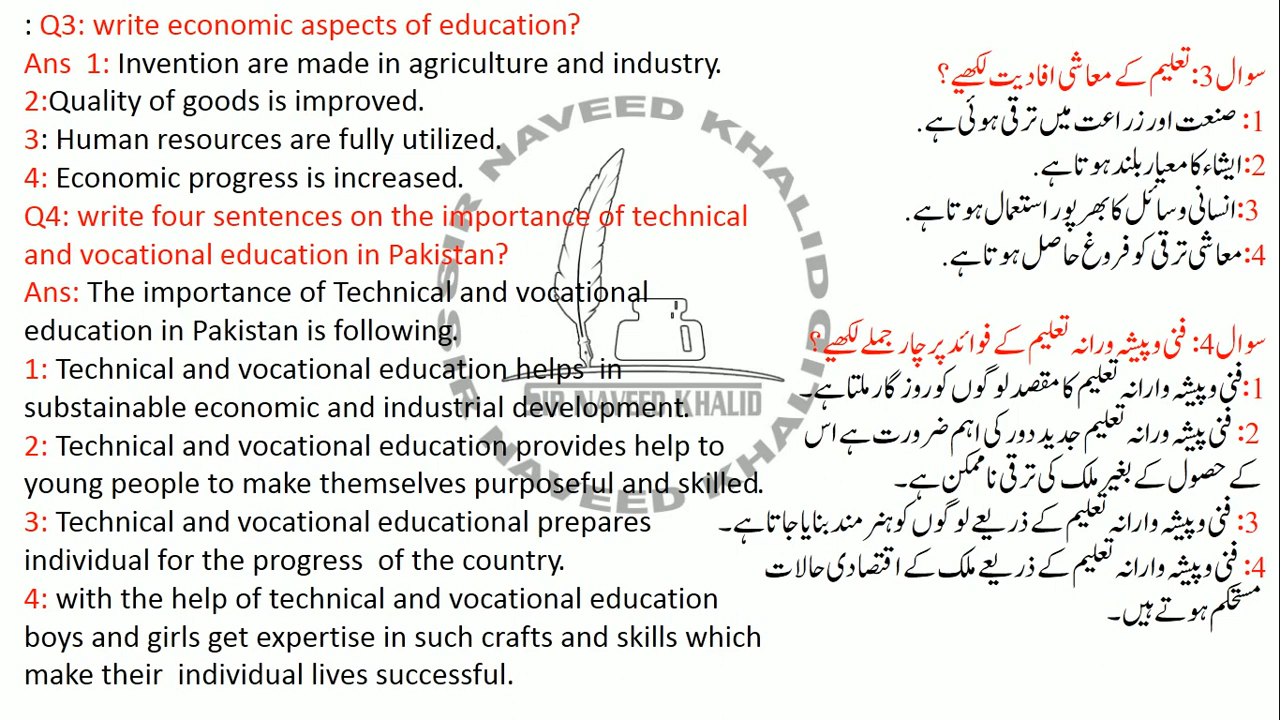 : Q3: write economic aspects of education?
Ans 1: Invention are made in agriculture and industry.
2:Quality of goods is improved.
3: Human resources are fully utilized.
4: Economic progress is increased.
Q4: write four sentences on the importance of technical
and vocational education in Pakistan?
Ans: The importance of Technical and vocational
education in Pakistan is following.
1: Technical and vocational education helps in
substainable economic and industrial development.
2: Technical and vocational education provides help to
young people to make themselves purposeful and skilled.
3: Technical and vocational educational prepares
individual for the progress of the country.
4: with the help of technical and vocational education
boys and girls get expertise in such crafts and skills which
make their individual lives successful.
سوال 3: تعلیم کے معاشی افادیت لکھیے؟
1: صنعت اور زراعت میں ترقی ہوئی ہے.
2: ایشاء کا معیار بلند ہوتا ہے.
3: انسانی وسائل کا بھر پور استعمال ہوتا ہے.
4: معاشی ترقی کو فروغ حاصل ہوتا ہے.
سوال 4: فنی و پیشہ ورانہ تعلیم کے فوائد پر چار جملے لکھیے؟
1: فنی و پیشہ وارانہ تعلیم کا مقصد لوگوں کو روزگار ملتا ہے۔
2: فنی پیشہ ورانہ تعلیم جدید دور کی اہم ضرورت ہے اس
کے حصول کے بغیر ملک کی ترقی ناممکن ہے۔
3: فنی و پیشہ وارانہ تعلیم کے ذریعے لوگوں کو ہنر مند بنایا جاتا ہے۔
4: فنی و پیشہ وارانہ تعلیم کے ذریعے ملک کے اقتصادی حالات
مستحکم ہوتے ہیں۔
SIR NAVEED KHALID
SIR NAVEED KHALID
SIR NAVEED KHALID